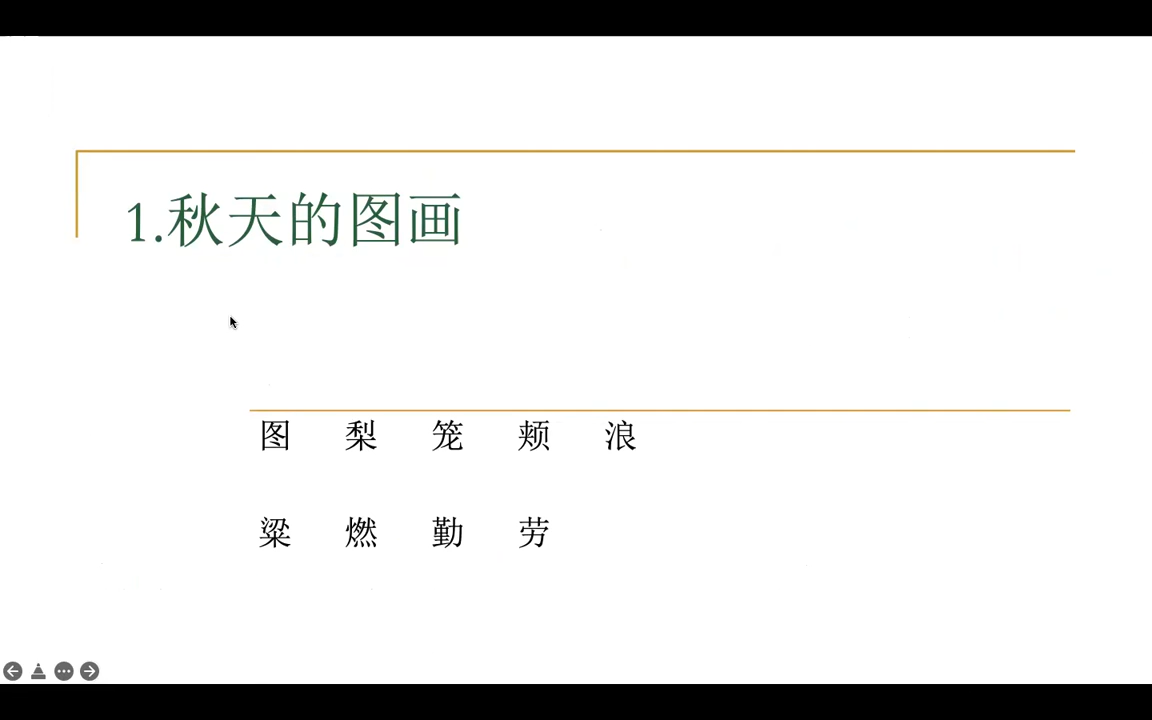 1.秋天的图画
图 梨 笼 颊 浪
粱 燃 勤 劳